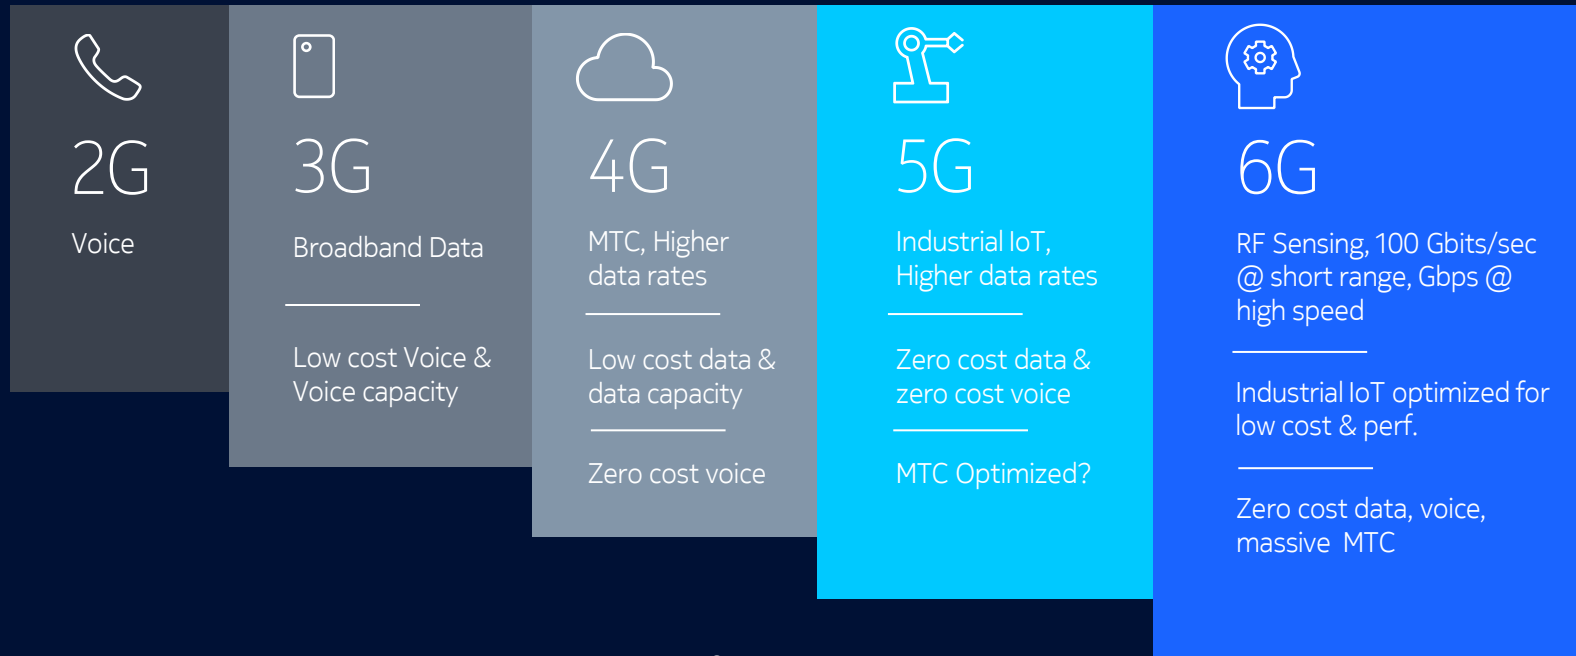 2G
Voice
3G
Broadband Data
Low cost Voice &
Voice capacity
4G
MTC, Higher
data rates
Low cost data &
data capacity
Zero cost voice
5G
Industrial IoT,
Higher data rates
Zero cost data &
zero cost voice
MTC Optimized?
6G
RF Sensing, 100 Gbits/sec
@ short range, Gbps @
high speed
Industrial IoT optimized for
low cost & perf.
Zero cost data, voice,
massive MTC